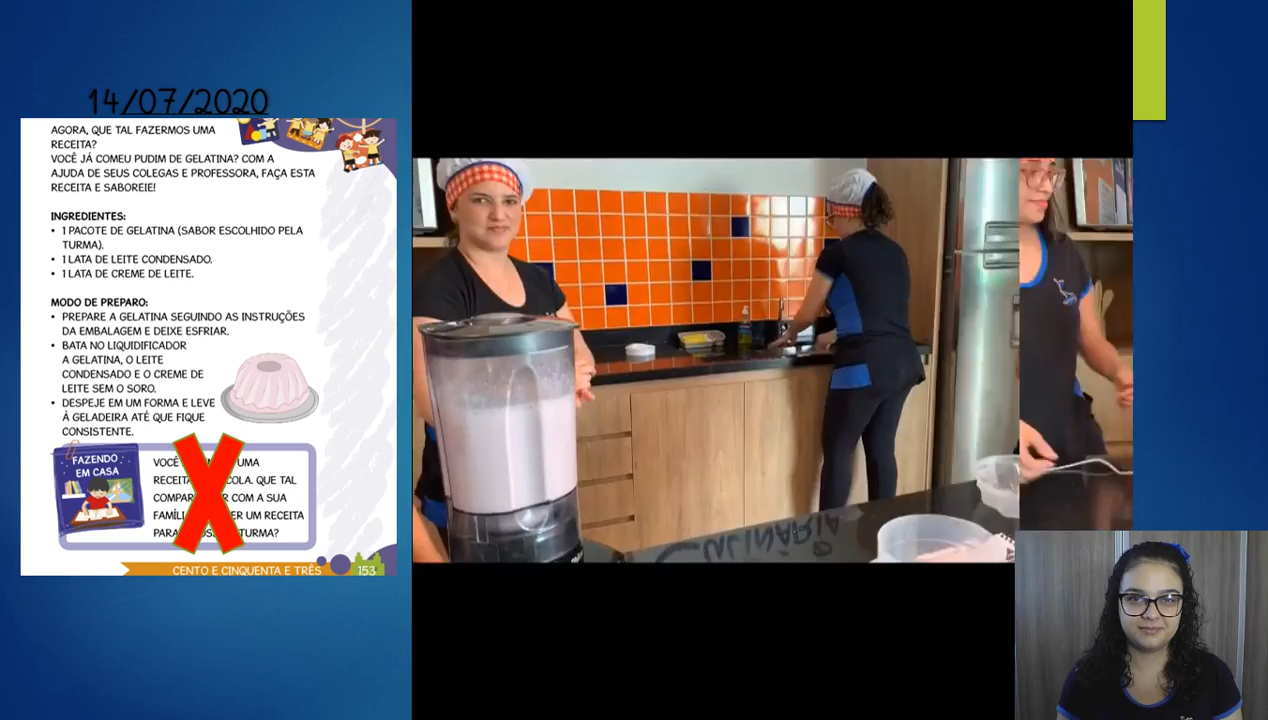 14/07/2020
AGORA, QUE TAL FAZERMOS UMA
RECEITA?
VOCÊ JÁ COMEU PUDIM DE GELATINA? COM A
AJUDA DE SEUS COLEGAS E PROFESSORA, FAÇA ESTA
RECEITA E SABOREIE!
INGREDIENTES:
• 1 PACOTE DE GELATINA (SABOR ESCOLHIDO PELA
TURMA).
• 1 LATA DE LEITE CONDENSADO.
• 1 LATA DE CREME DE LEITE.
MODO DE PREPARO:
• PREPARE A GELATINA SEGUINDO AS INSTRUÇÕES
DA EMBALAGEM E DEIXE ESFRIAR.
• BATA NO LIQUIDIFICADOR
A GELATINA, O LEITE
CONDENSADO E O CREME DE
LEITE SEM O SORO.
• DESPEJE EM UM FORMA E LEVE
À GELADEIRA ATÉ QUE FIQUE
CONSISTENTE.
FAZENDO
EM CASA
VOCÊ UMA
RECEITA QUE TAL
COM A SUA
UM RECEITA
PARA TURMA?
CENTO E CINQUENTA E TRÊS 153
CULINÁRIA